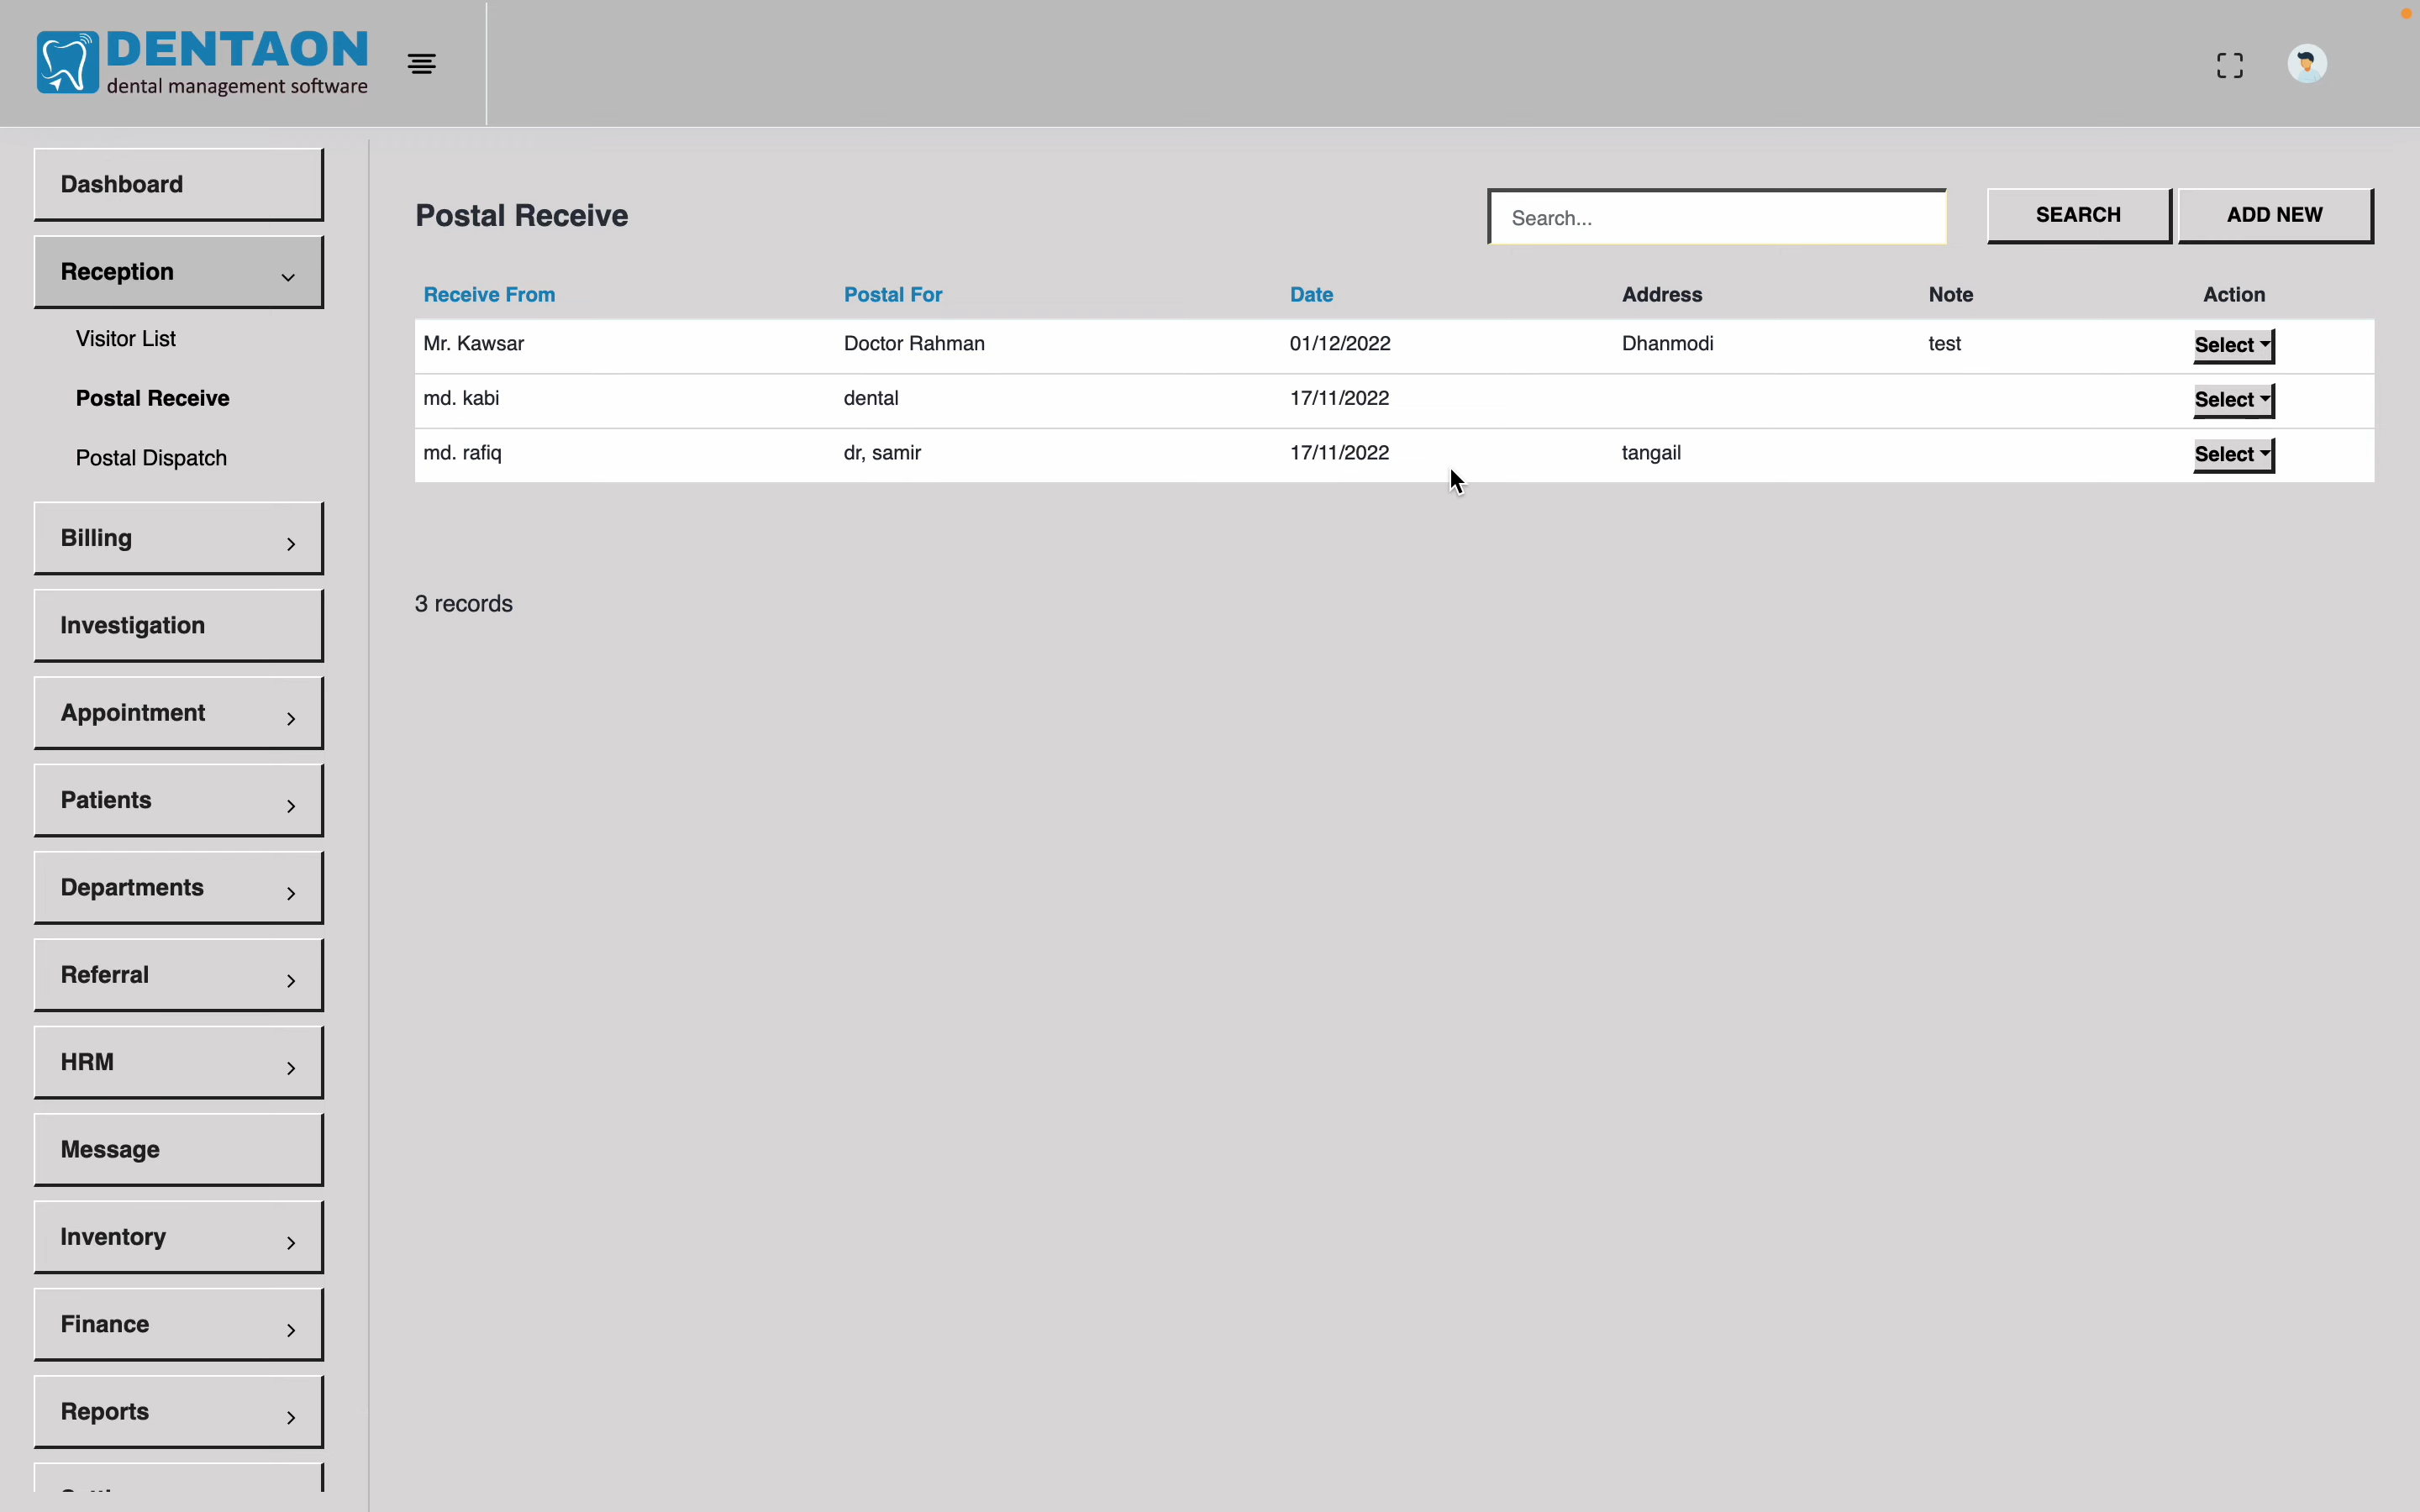 DENTAON
dental management software
Dashboard
Reception
Visitor List
Postal Receive
Postal Dispatch
Billing
Investigation
Appointment
Patients
Departments
Referral
HRM
Message
Inventory
Finance
Reports
Postal Receive
Search...
SEARCH
ADD NEW
Receive From Postal For Date Address Note Action
Mr. Kawsar Doctor Rahman 01/12/2022 Dhanmodi test Select
md. kabi dental 17/11/2022 Select
md. rafiq dr, samir 17/11/2022 tangail Select
3 records